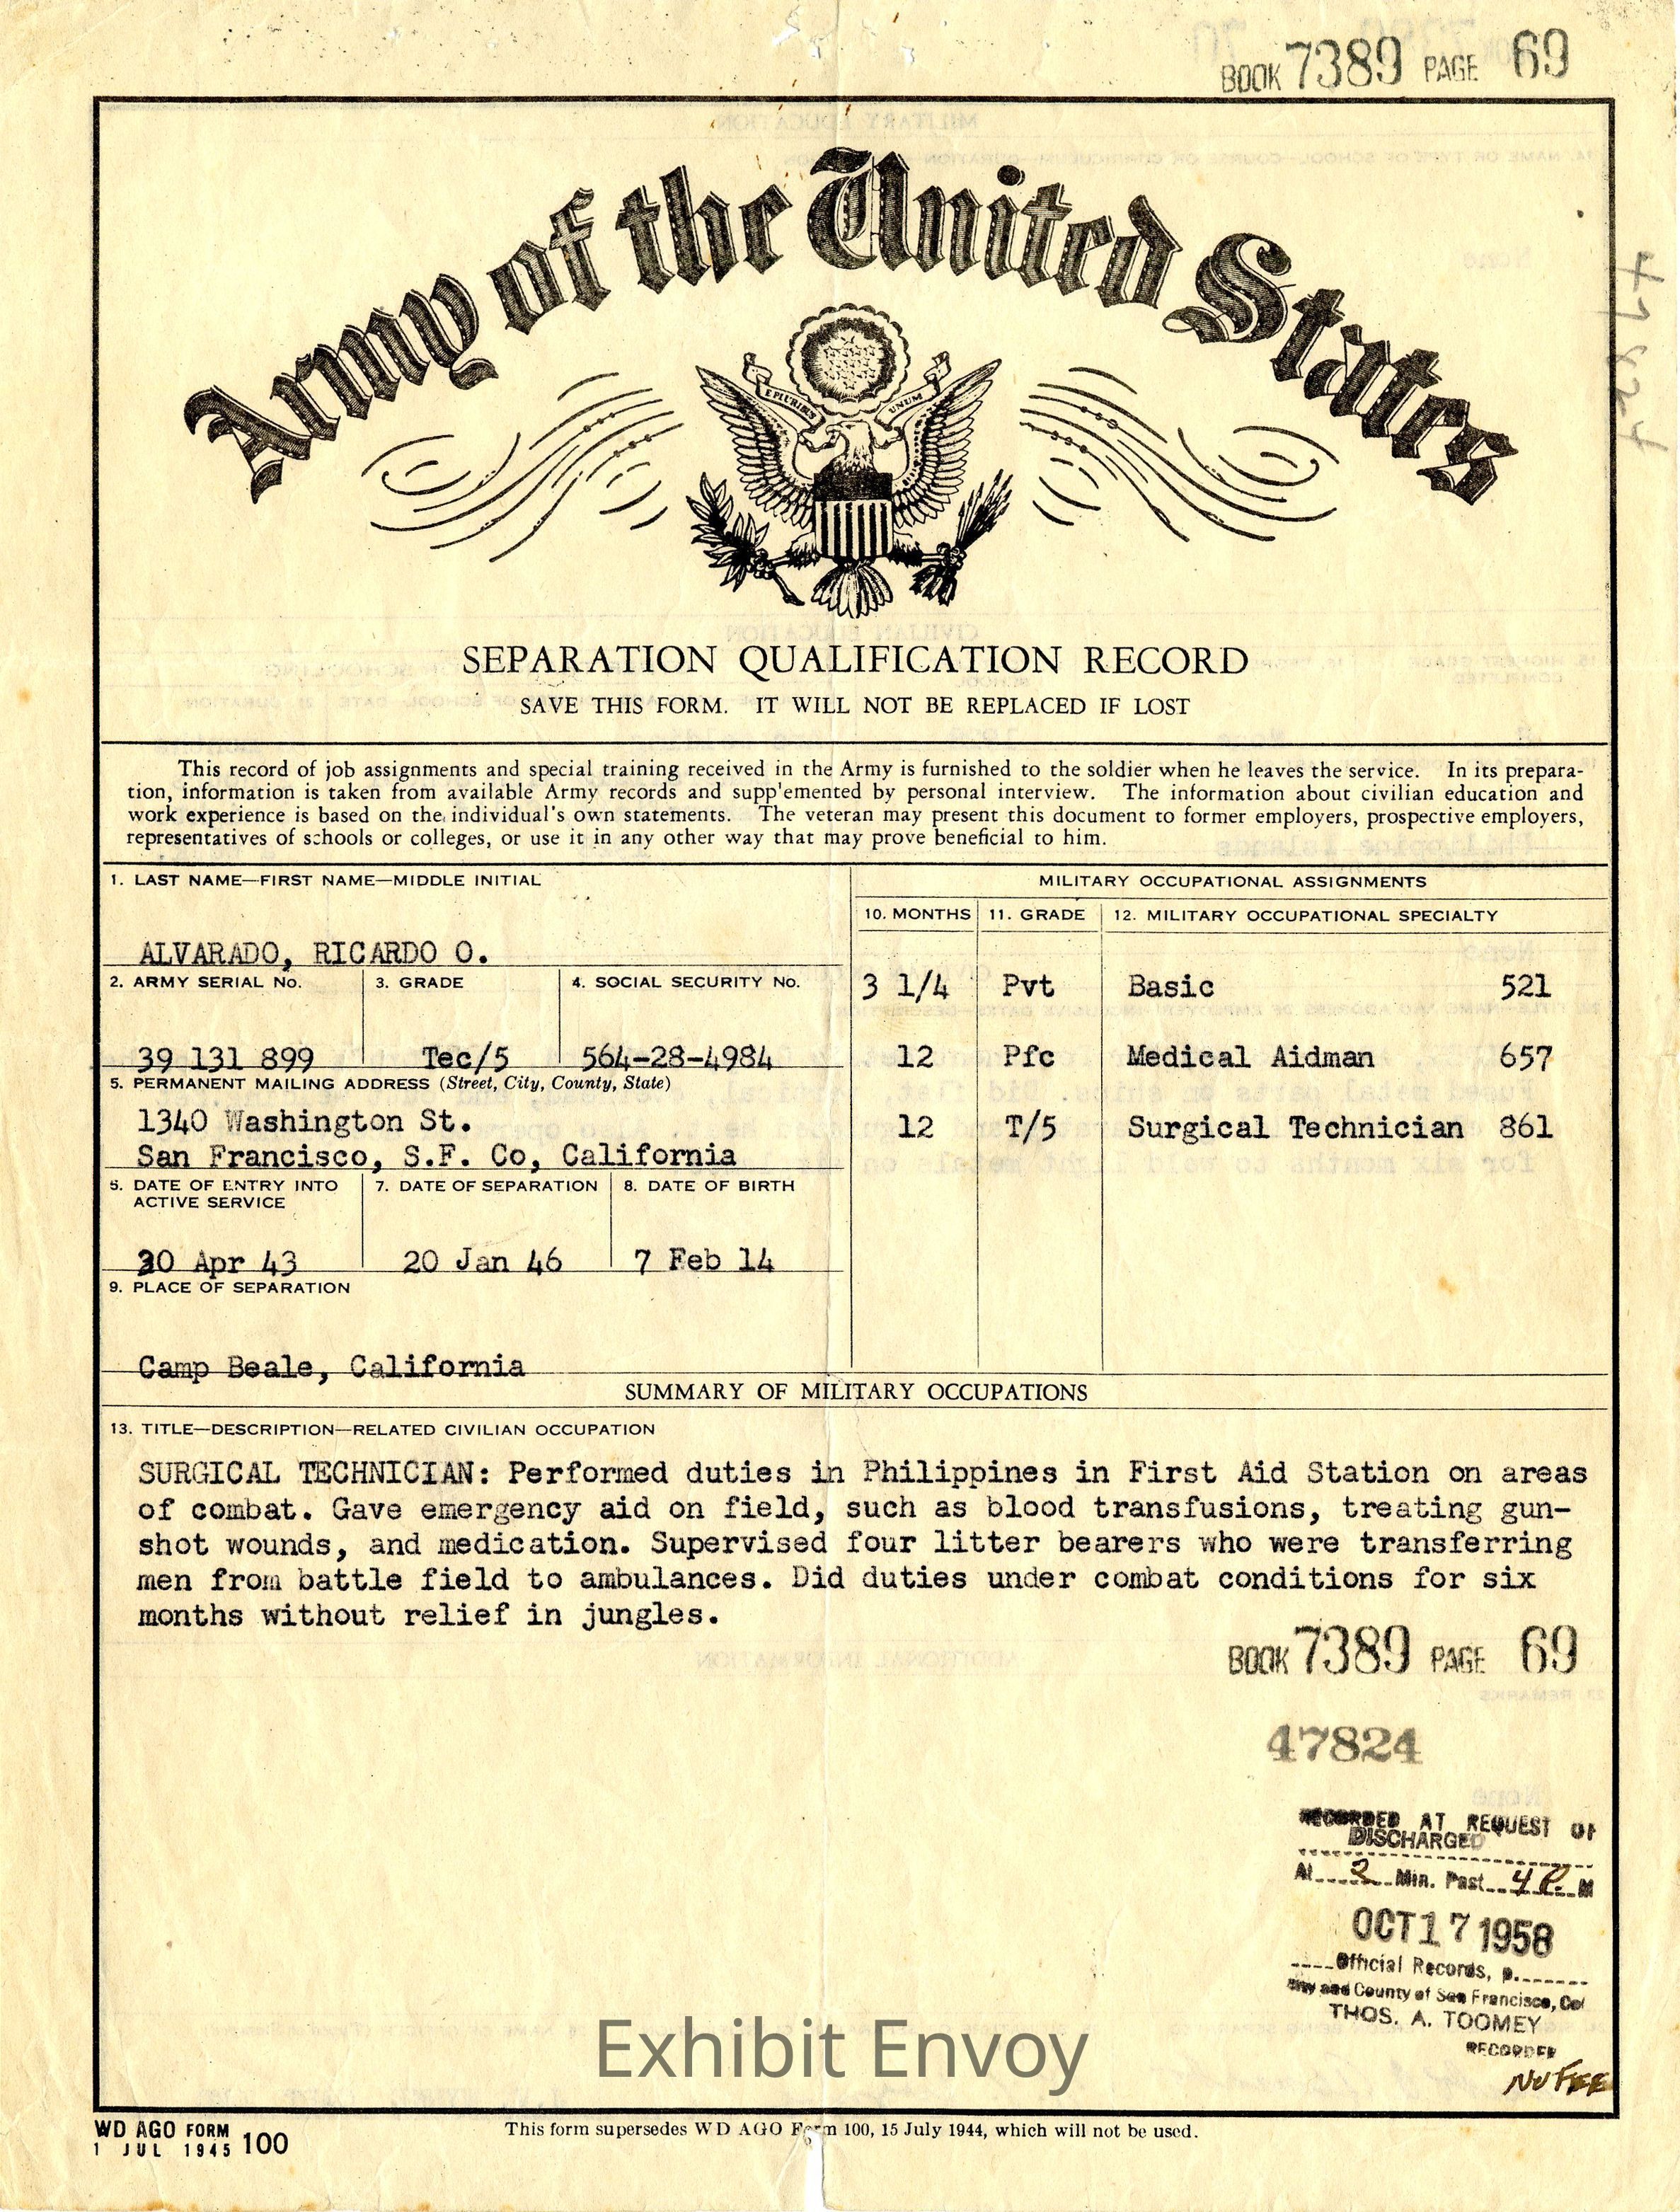 BOOK 7389 PAGE 69
Army of the United States
E PLURIBUS UNUM
47824
SEPARATION QUALIFICATION RECORD
SAVE THIS FORM. IT WILL NOT BE REPLACED IF LOST
This record of job assignments and special training received in the Army is furnished to the soldier when he leaves the service. In its prepara-
tion, information is taken from available Army records and supp'emented by personal interview. The information about civilian education and
work experience is based on the individual's own statements. The veteran may present this document to former employers, prospective employers,
representatives of schools or colleges, or use it in any other way that may prove beneficial to him.
1. LAST NAME—FIRST NAME—MIDDLE INITIAL
ALVARADO, RICARDO O.
2. ARMY SERIAL No. 3. GRADE 4. SOCIAL SECURITY No.
39 131 899 Tec/5 564-28-4984
5. PERMANENT MAILING ADDRESS (Street, City, County, State)
1340 Washington St.
San Francisco, S.F. Co, California
6. DATE OF ENTRY INTO ACTIVE SERVICE 7. DATE OF SEPARATION 8. DATE OF BIRTH
Apr 43 20 Jan 46 7 Feb 14
9. PLACE OF SEPARATION
Camp Beale, California
MILITARY OCCUPATIONAL ASSIGNMENTS
10. MONTHS 11. GRADE 12. MILITARY OCCUPATIONAL SPECIALTY
3 1/4 Pvt Basic 521
12 Pfc Medical Aidman 657
12 T/5 Surgical Technician 861
SUMMARY OF MILITARY OCCUPATIONS
13. TITLE—DESCRIPTION—RELATED CIVILIAN OCCUPATION
SURGICAL TECHNICIAN: Performed duties in Philippines in First Aid Station on areas
of combat. Gave emergency aid on field, such as blood transfusions, treating gun-
shot wounds, and medication. Supervised four litter bearers who were transferring
men from battle field to ambulances. Did duties under combat conditions for six
months without relief in jungles.
BOOK 7389 PAGE 69
47824
RECORDED AT REQUEST OF
DISCHARGED
At 2 Min. Past 4 P. M
OCT 17 1958
Official Records, p.
City and County of San Francisco, Cal
THOS. A. TOOMEY
RECORDER
NO FEE
Exhibit Envoy
WD AGO FORM 100
1 JUL 1945
This form supersedes WD AGO Form 100, 15 July 1944, which will not be used.